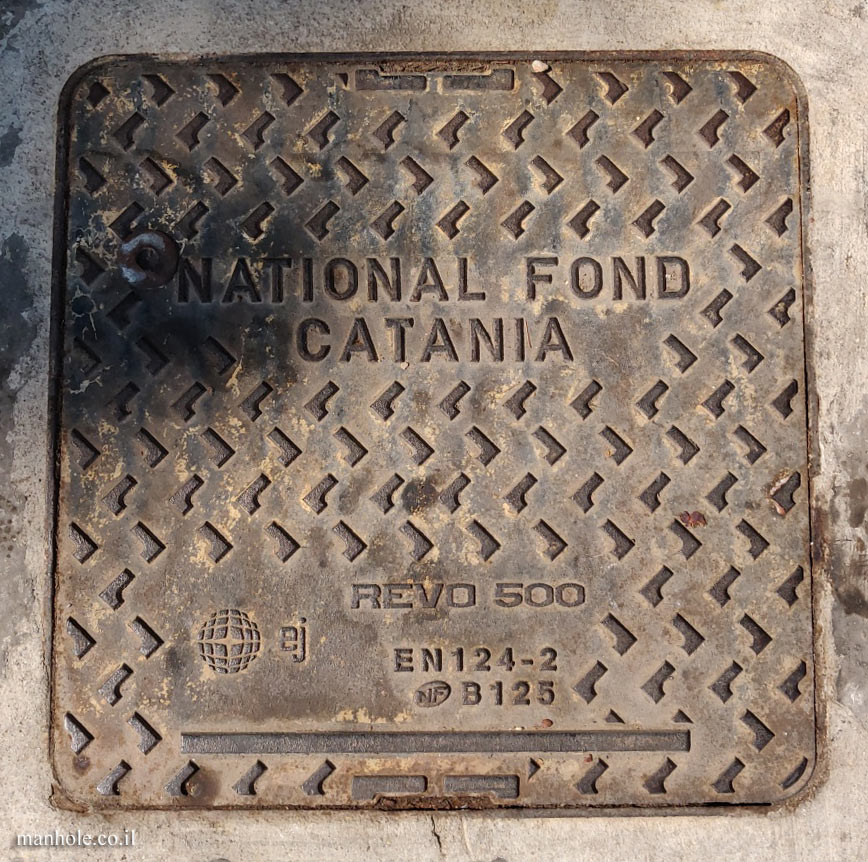 NATIONAL FOND
CATANIA
REVO 500
ej
EN124-2
NF B125
manhole.co.il